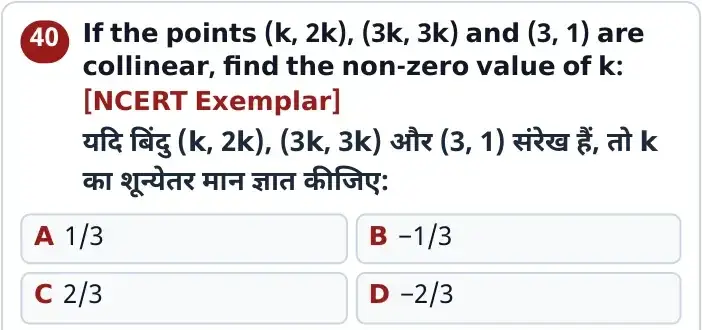 40 If the points (k, 2k), (3k, 3k) and (3, 1) are
collinear, find the non-zero value of k:
[NCERT Exemplar]
यदि बिंदु (k, 2k), (3k, 3k) और (3, 1) संरेख हैं, तो k
का शून्येतर मान ज्ञात कीजिए:
A 1/3
B −1/3
C 2/3
D −2/3